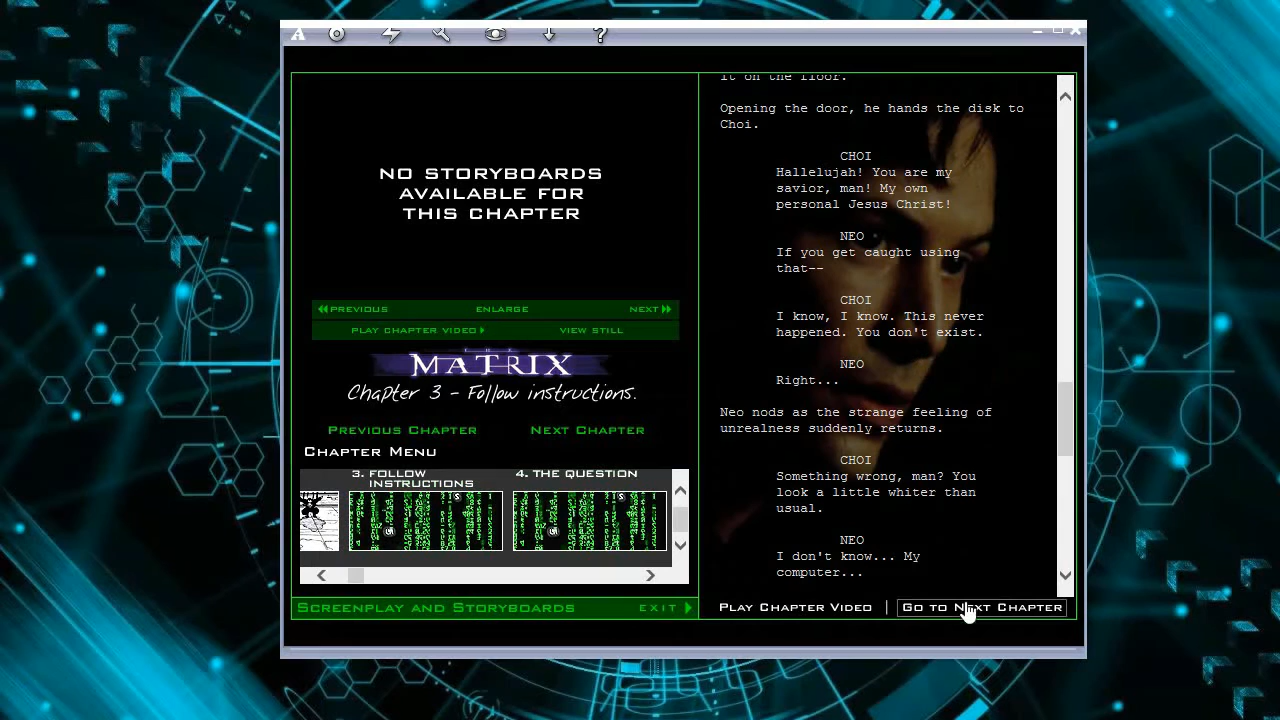 NO STORYBOARDS
AVAILABLE FOR
THIS CHAPTER
PREVIOUS
ENLARGE
NEXT
PLAY CHAPTER VIDEO
VIEW STILL
THE
MATRIX
Chapter 3 - Follow instructions.
PREVIOUS CHAPTER
NEXT CHAPTER
CHAPTER MENU
3. FOLLOW
INSTRUCTIONS
4. THE QUESTION
SCREENPLAY AND STORYBOARDS
EXIT
it on the floor.
Opening the door, he hands the disk to
Choi.
CHOI
Hallelujah! You are my
savior, man! My own
personal Jesus Christ!
NEO
If you get caught using
that--
CHOI
I know, I know. This never
happened. You don't exist.
NEO
Right...
Neo nods as the strange feeling of
unrealness suddenly returns.
CHOI
Something wrong, man? You
look a little whiter than
usual.
NEO
I don't know... My
computer...
PLAY CHAPTER VIDEO | GO TO NEXT CHAPTER